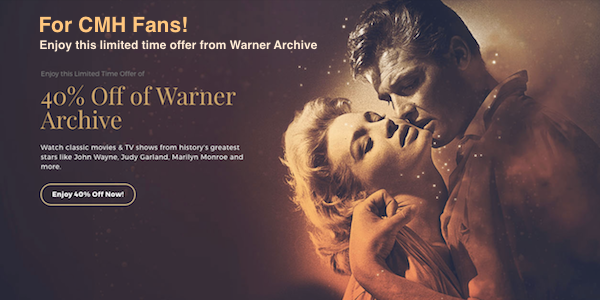 For CMH Fans!
Enjoy this limited time offer from Warner Archive
Enjoy this Limited Time Offer of
40% Off of Warner
Archive
Watch classic movies & TV shows from history's greatest
stars like John Wayne, Judy Garland, Marilyn Monroe and
more.
Enjoy 40% Off Now!